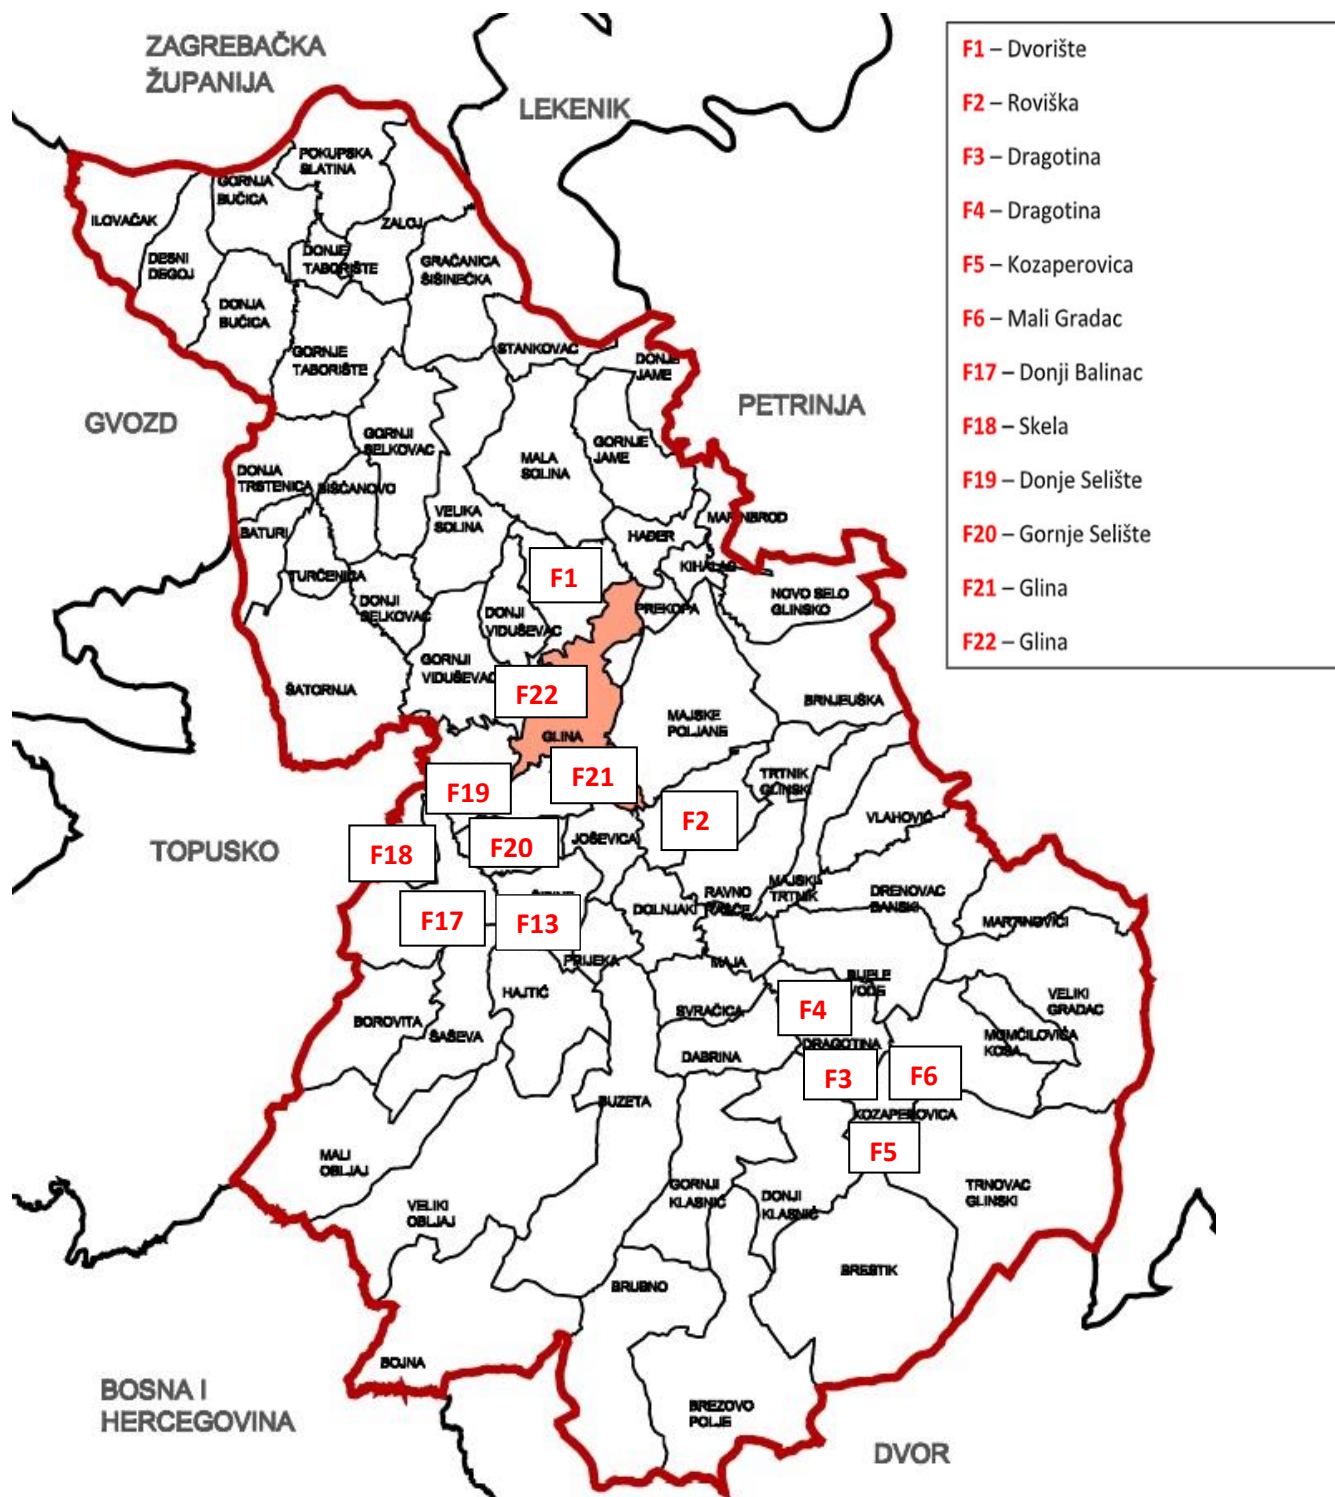 ZAGREBAČKA
ŽUPANIJA
LEKENIK
F1 – Dvorište
F2 – Roviška
F3 – Dragotina
F4 – Dragotina
F5 – Kozaperovica
F6 – Mali Gradac
F17 – Donji Balinac
F18 – Skela
F19 – Donje Selište
F20 – Gornje Selište
F21 – Glina
F22 – Glina
POKUPSKA
SLATINA
GORNJA
BUČICA
ILOVAČAK
ZALOJ
DESNI
DEGOJ
DONJE
TABORIŠTE
GRAČANICA
ŠIŠINEČKA
DONJA
BUČICA
GORNJE
TABORIŠTE
STANKOVAC
DONJE
JAME
GVOZD
PETRINJA
GORNJI
SELKOVAC
MALA
SOLINA
GORNJE
JAME
DONJA
TRSTENICA
BIŠĆANOVO
VELIKA
SOLINA
MARINBROD
BATURI
HAĐER
KIHALAC
TURČENICA
F1
DONJI
SELKOVAC
DONJI
VIDUŠEVAC
PREKOPA
NOVO SELO
GLINSKO
GORNJI
VIDUŠEVAC
ŠATORNJA
F22
BRNJEUŠKA
MAJSKE
POLJANE
GLINA
F21
F19
TRTNIK
GLINSKI
F2
VLAHOVIĆ
TOPUSKO
F18
F20
JOŠEVICA
MAJSKI
TRTNIK
DRENOVAC
BANSKI
RAVNO
RAŠĆE
DOLNJAKI
F17
F13
MARTINOVIĆI
PRIJEKA
MAJA
BIJELE
VODE
HAJTIĆ
VELIKI
GRADAC
SVRAČICA
F4
BOROVITA
ŠAŠEVA
MOMČILOVIĆA
KOSA
DRAGOTINA
DABRINA
F3
F6
BUZETA
KOZAPEROVICA
F5
MALI
OBLJAJ
GORNJI
KLASNIĆ
DONJI
KLASNIĆ
TRNOVAC
GLINSKI
VELIKI
OBLJAJ
BRESTIK
BRUBNO
BOJNA
BOSNA I
HERCEGOVINA
BREZOVO
POLJE
DVOR